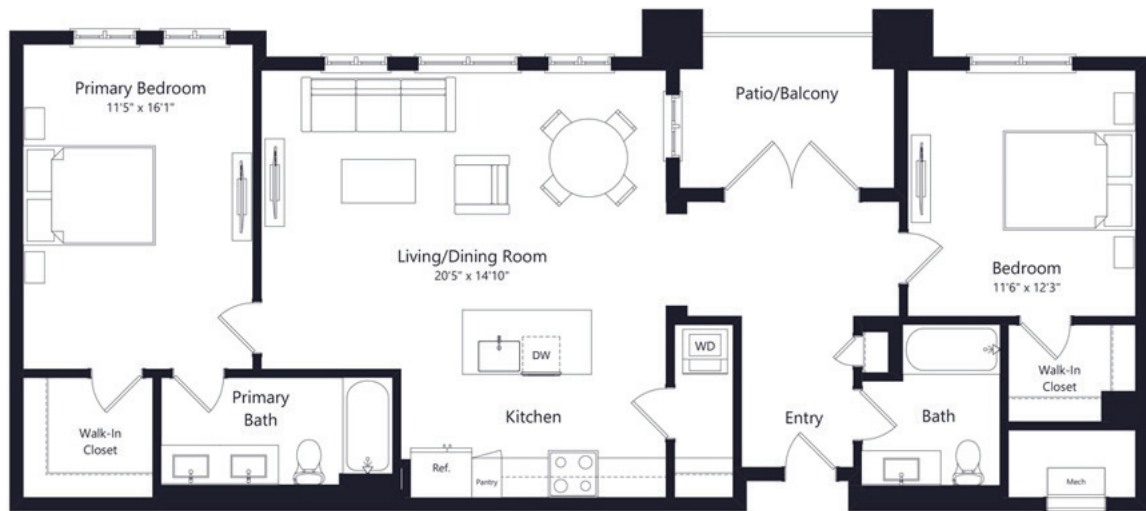 Primary Bedroom
11'5" x 16'1"
Patio/Balcony
Living/Dining Room
20'5" x 14'10"
Bedroom
11'6" x 12'3"
WD
DW
Walk-In
Closet
Primary
Bath
Kitchen
Entry
Bath
Walk-In
Closet
Ref.
Pantry
Mech